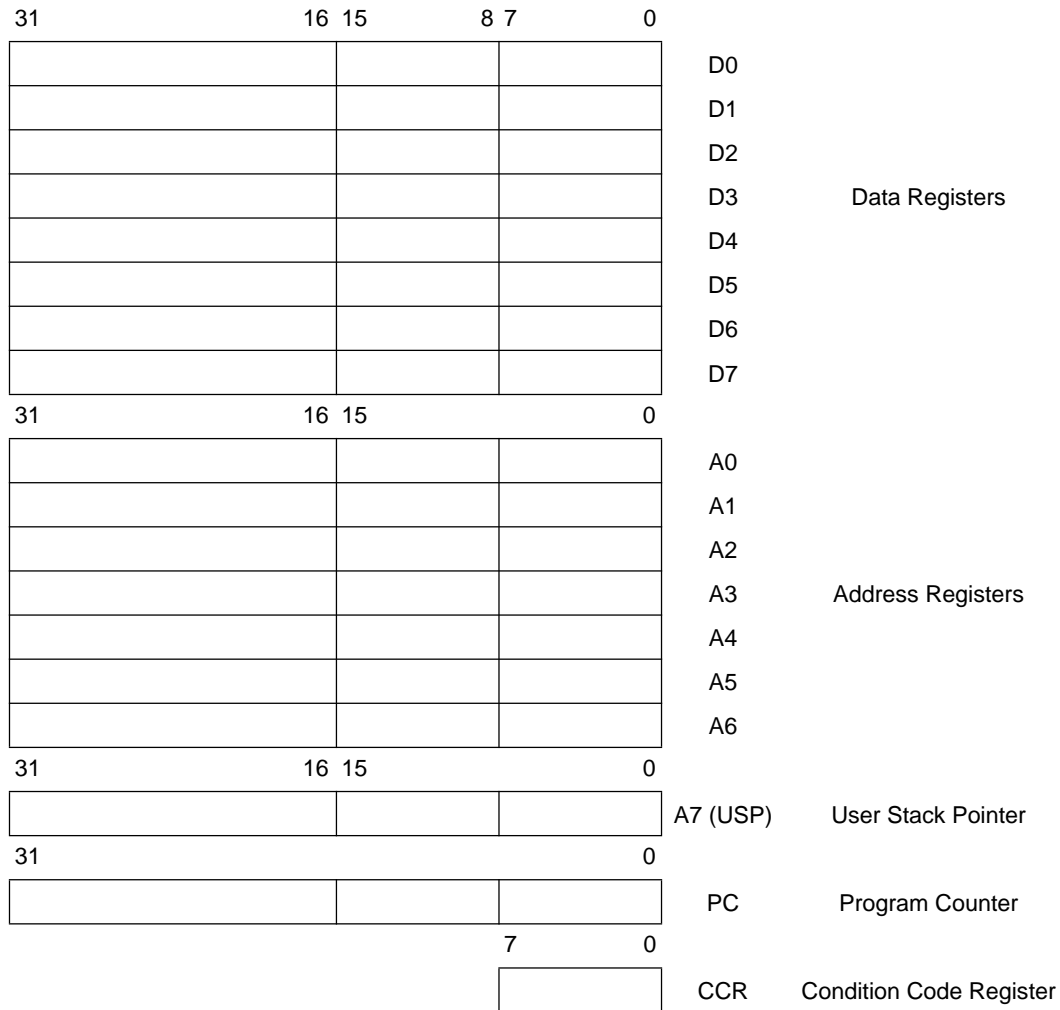 31 16 15 8 7 0
D0
D1
D2
D3 Data Registers
D4
D5
D6
D7
31 16 15 0
A0
A1
A2
A3 Address Registers
A4
A5
A6
31 16 15 0
A7 (USP) User Stack Pointer
31 0
PC Program Counter
7 0
CCR Condition Code Register